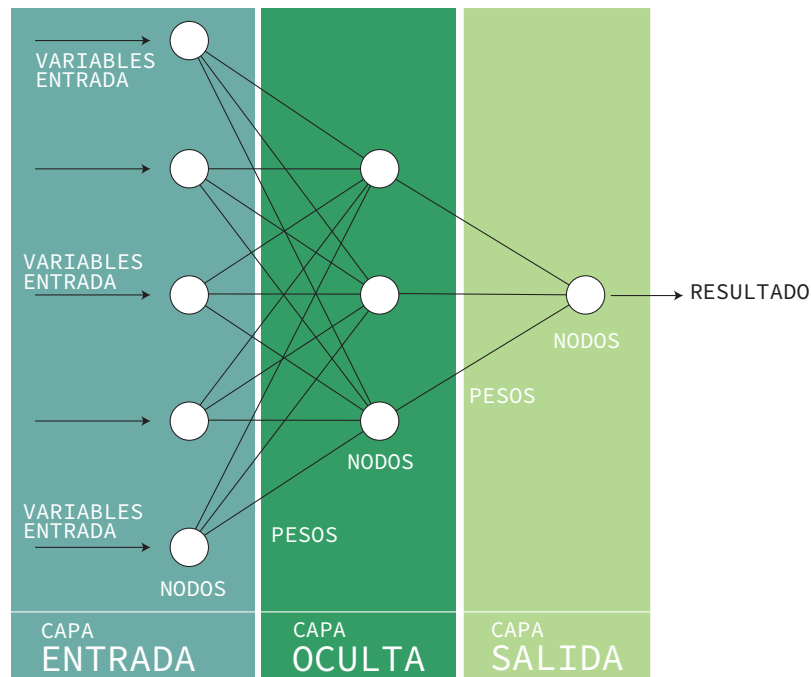 VARIABLES
ENTRADA
VARIABLES
ENTRADA
RESULTADO
NODOS
PESOS
NODOS
VARIABLES
ENTRADA
PESOS
NODOS
CAPA
ENTRADA
CAPA
OCULTA
CAPA
SALIDA